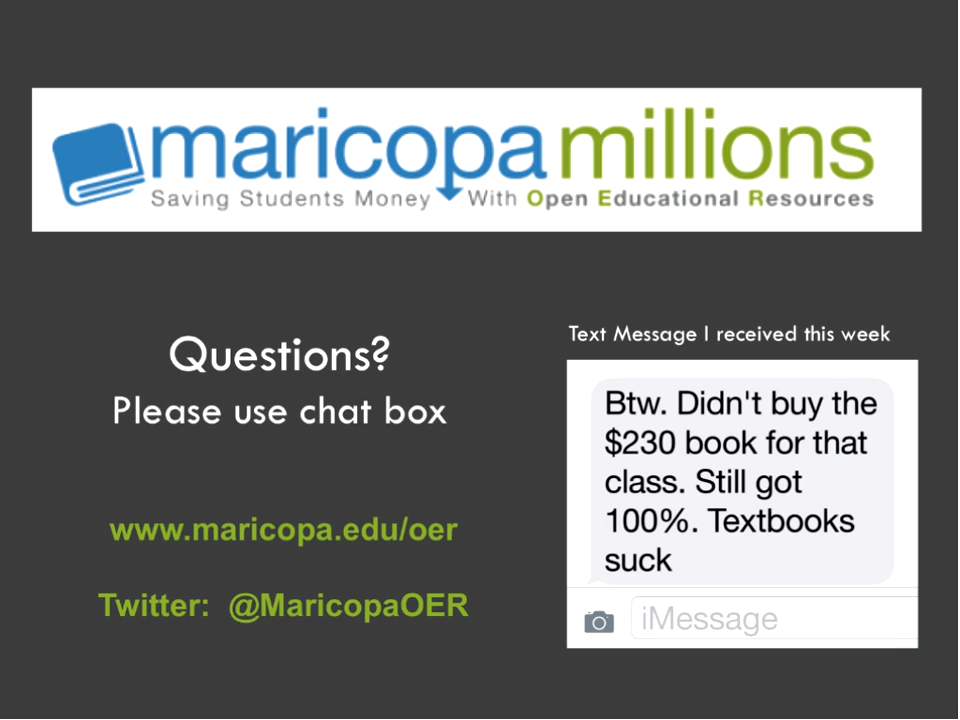 maricopa millions
Saving Students Money With Open Educational Resources
Questions?
Please use chat box
www.maricopa.edu/oer
Twitter: @MaricopaOER
Text Message I received this week
Btw. Didn't buy the
$230 book for that
class. Still got
100%. Textbooks
suck
iMessage